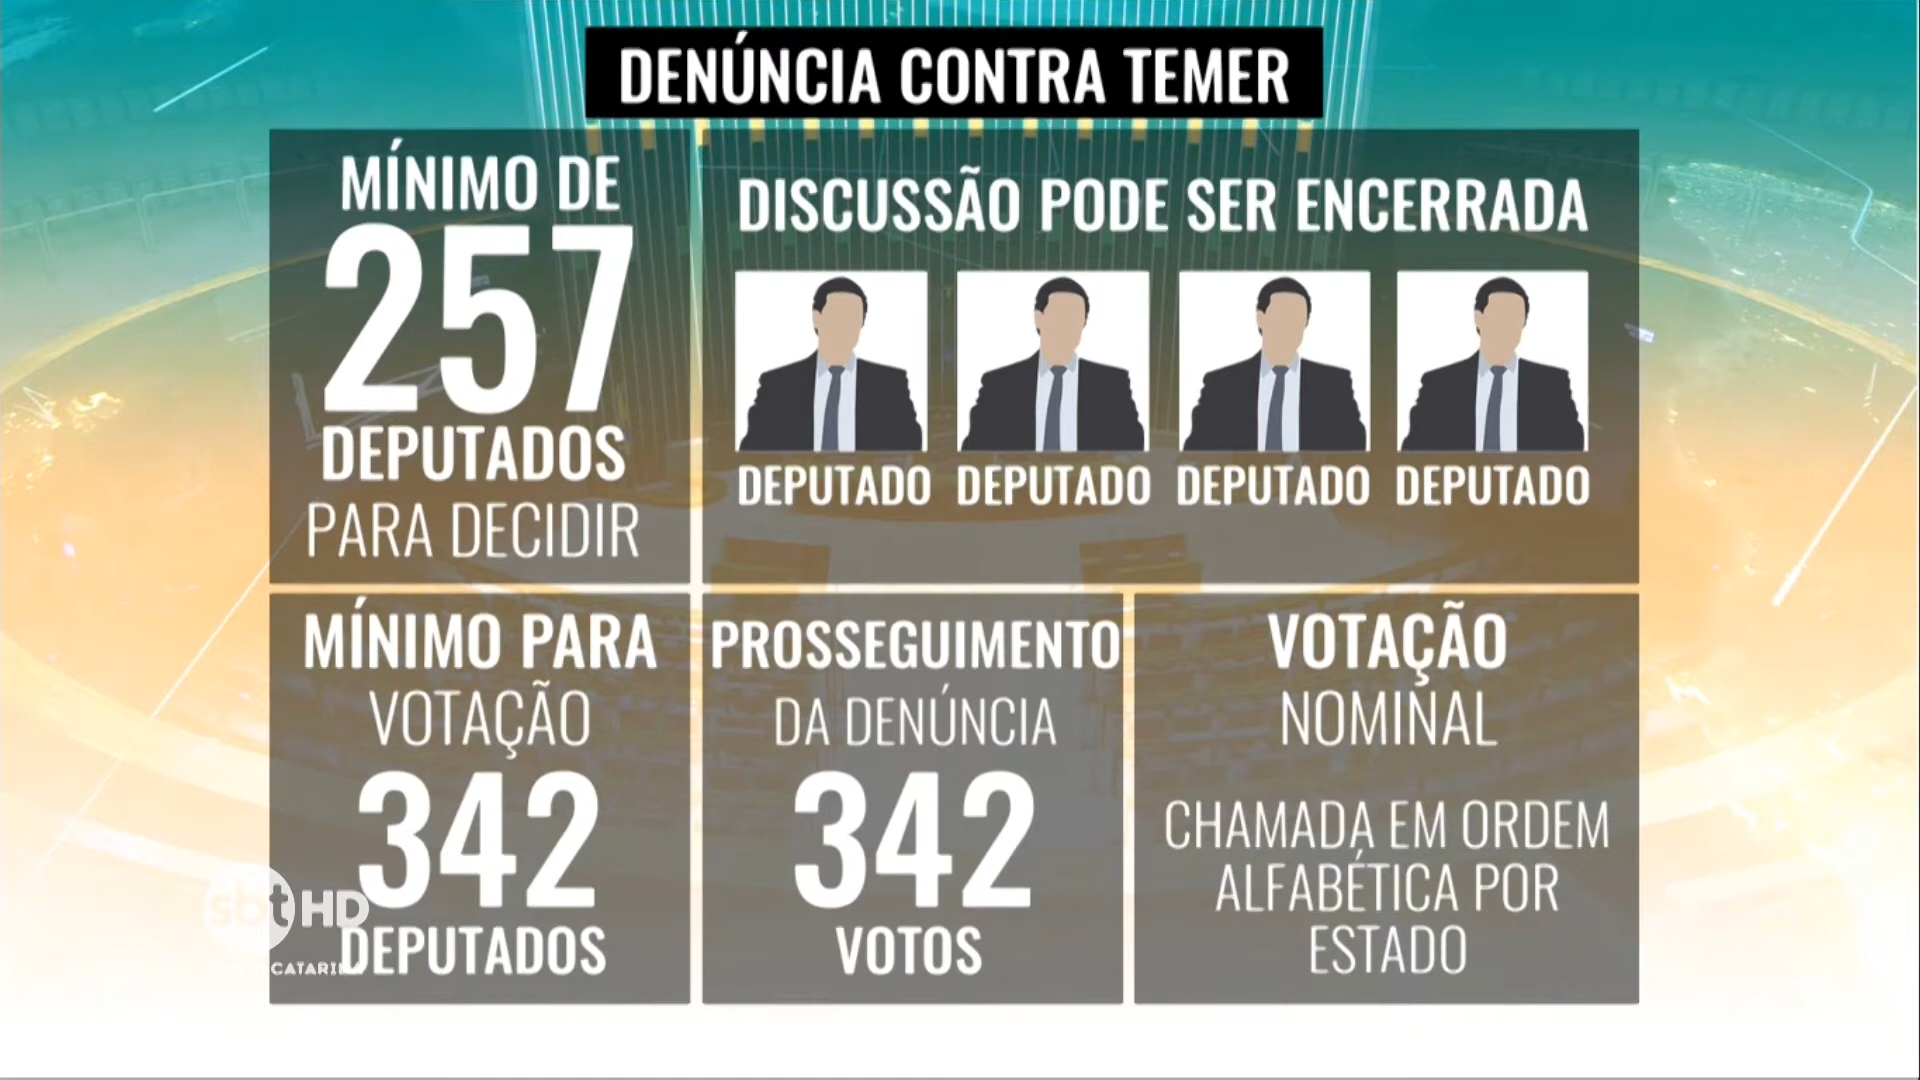 DENÚNCIA CONTRA TEMER
MÍNIMO DE
257
DEPUTADOS
PARA DECIDIR
DISCUSSÃO PODE SER ENCERRADA
DEPUTADO DEPUTADO DEPUTADO DEPUTADO
MÍNIMO PARA
VOTAÇÃO
342
DEPUTADOS
PROSSEGUIMENTO
DA DENÚNCIA
342
VOTOS
VOTAÇÃO
NOMINAL
CHAMADA EM ORDEM
ALFABÉTICA POR
ESTADO
sbt HD